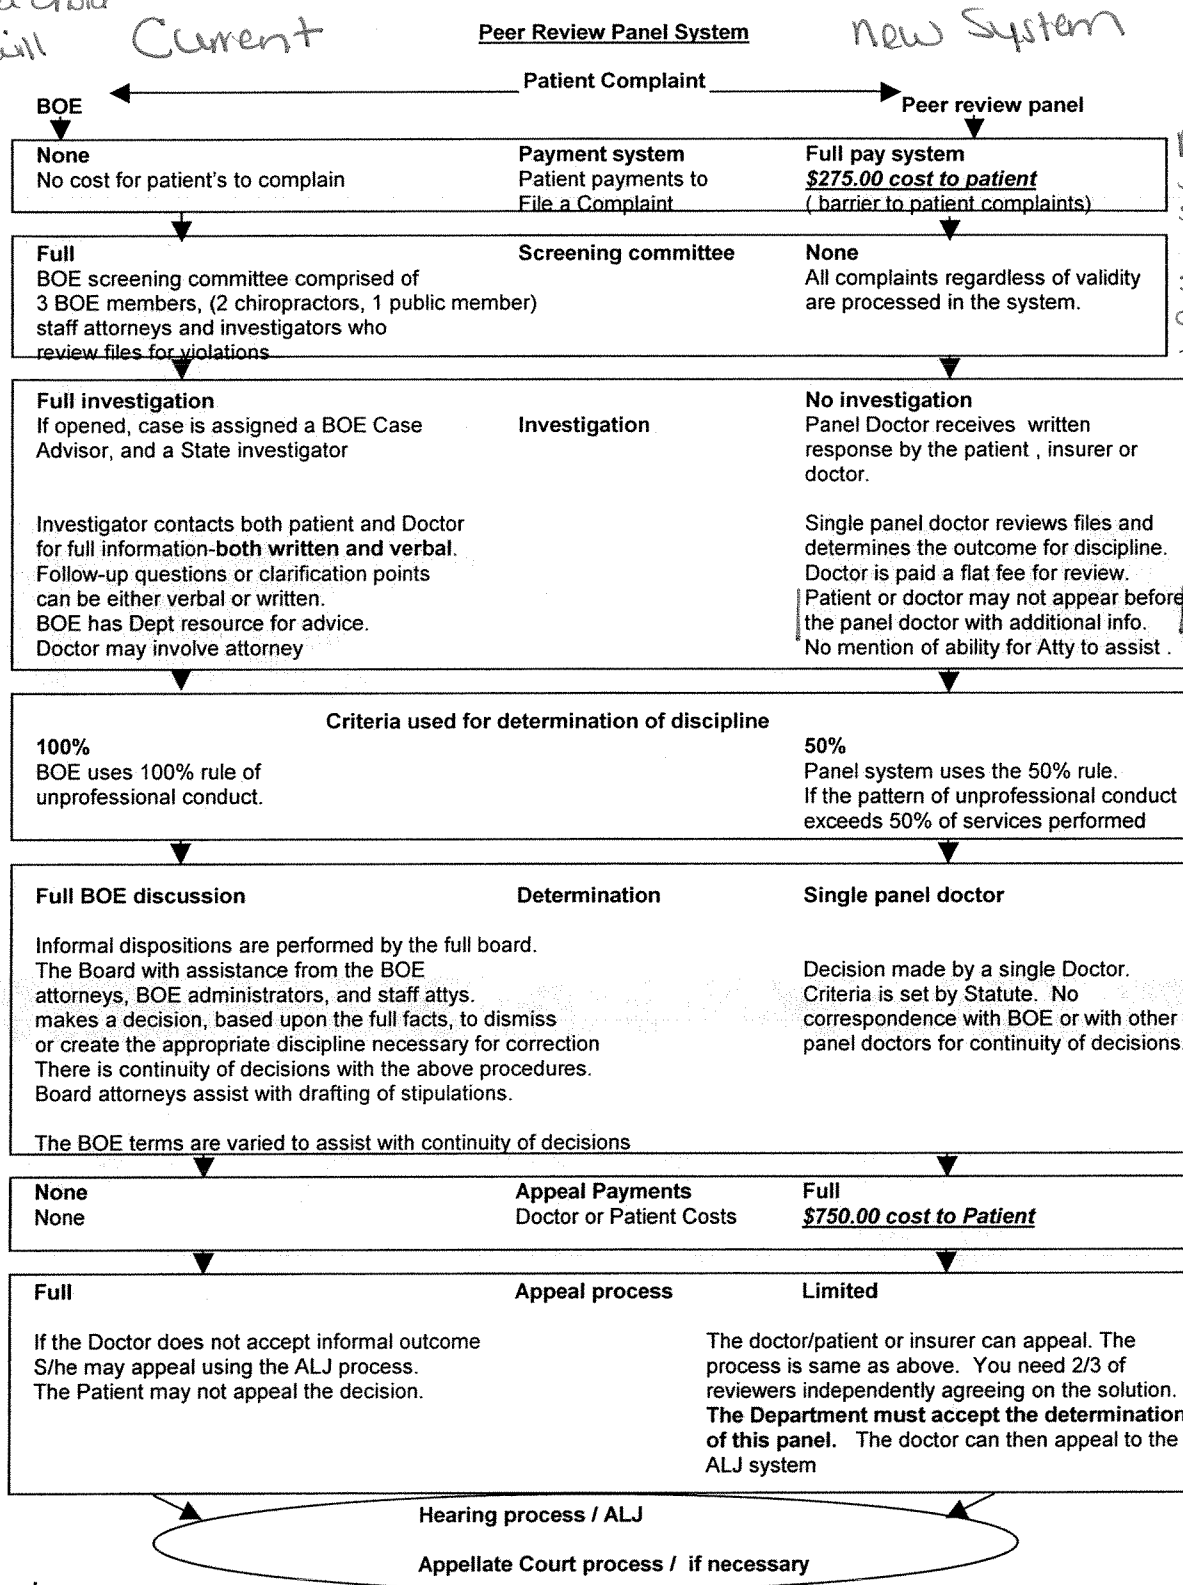 Current
Peer Review Panel System
new System
Patient Complaint
BOE
Peer review panel
None
No cost for patient's to complain
Payment system
Patient payments to
File a Complaint
Full pay system
$275.00 cost to patient
( barrier to patient complaints)
Full
BOE screening committee comprised of
3 BOE members, (2 chiropractors, 1 public member)
staff attorneys and investigators who
review files for violations
Screening committee
None
All complaints regardless of validity
are processed in the system.
Full investigation
If opened, case is assigned a BOE Case
Advisor, and a State investigator
Investigator contacts both patient and Doctor
for full information-both written and verbal.
Follow-up questions or clarification points
can be either verbal or written.
BOE has Dept resource for advice.
Doctor may involve attorney
Investigation
No investigation
Panel Doctor receives written
response by the patient , insurer or
doctor.
Single panel doctor reviews files and
determines the outcome for discipline.
Doctor is paid a flat fee for review.
Patient or doctor may not appear before
the panel doctor with additional info.
No mention of ability for Atty to assist .
Criteria used for determination of discipline
100%
BOE uses 100% rule of
unprofessional conduct.
50%
Panel system uses the 50% rule.
If the pattern of unprofessional conduct
exceeds 50% of services performed
Full BOE discussion
Informal dispositions are performed by the full board.
The Board with assistance from the BOE
attorneys, BOE administrators, and staff attys.
makes a decision, based upon the full facts, to dismiss
or create the appropriate discipline necessary for correction
There is continuity of decisions with the above procedures.
Board attorneys assist with drafting of stipulations.
The BOE terms are varied to assist with continuity of decisions
Determination
Single panel doctor
Decision made by a single Doctor.
Criteria is set by Statute. No
correspondence with BOE or with other
panel doctors for continuity of decisions.
None
None
Appeal Payments
Doctor or Patient Costs
Full
$750.00 cost to Patient
Full
If the Doctor does not accept informal outcome
S/he may appeal using the ALJ process.
The Patient may not appeal the decision.
Appeal process
Limited
The doctor/patient or insurer can appeal. The
process is same as above. You need 2/3 of
reviewers independently agreeing on the solution.
The Department must accept the determination
of this panel. The doctor can then appeal to the
ALJ system
Hearing process / ALJ
Appellate Court process / if necessary